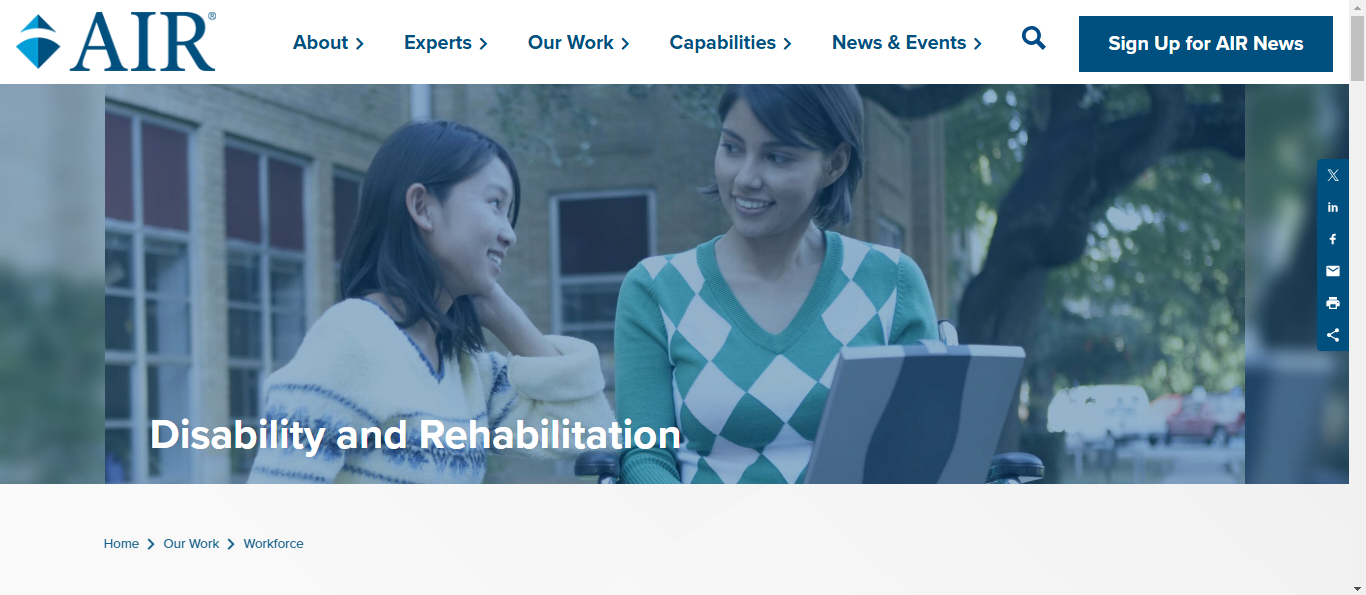 AIR®
About
Experts
Our Work
Capabilities
News & Events
Sign Up for AIR News
Disability and Rehabilitation
Home
Our Work
Workforce